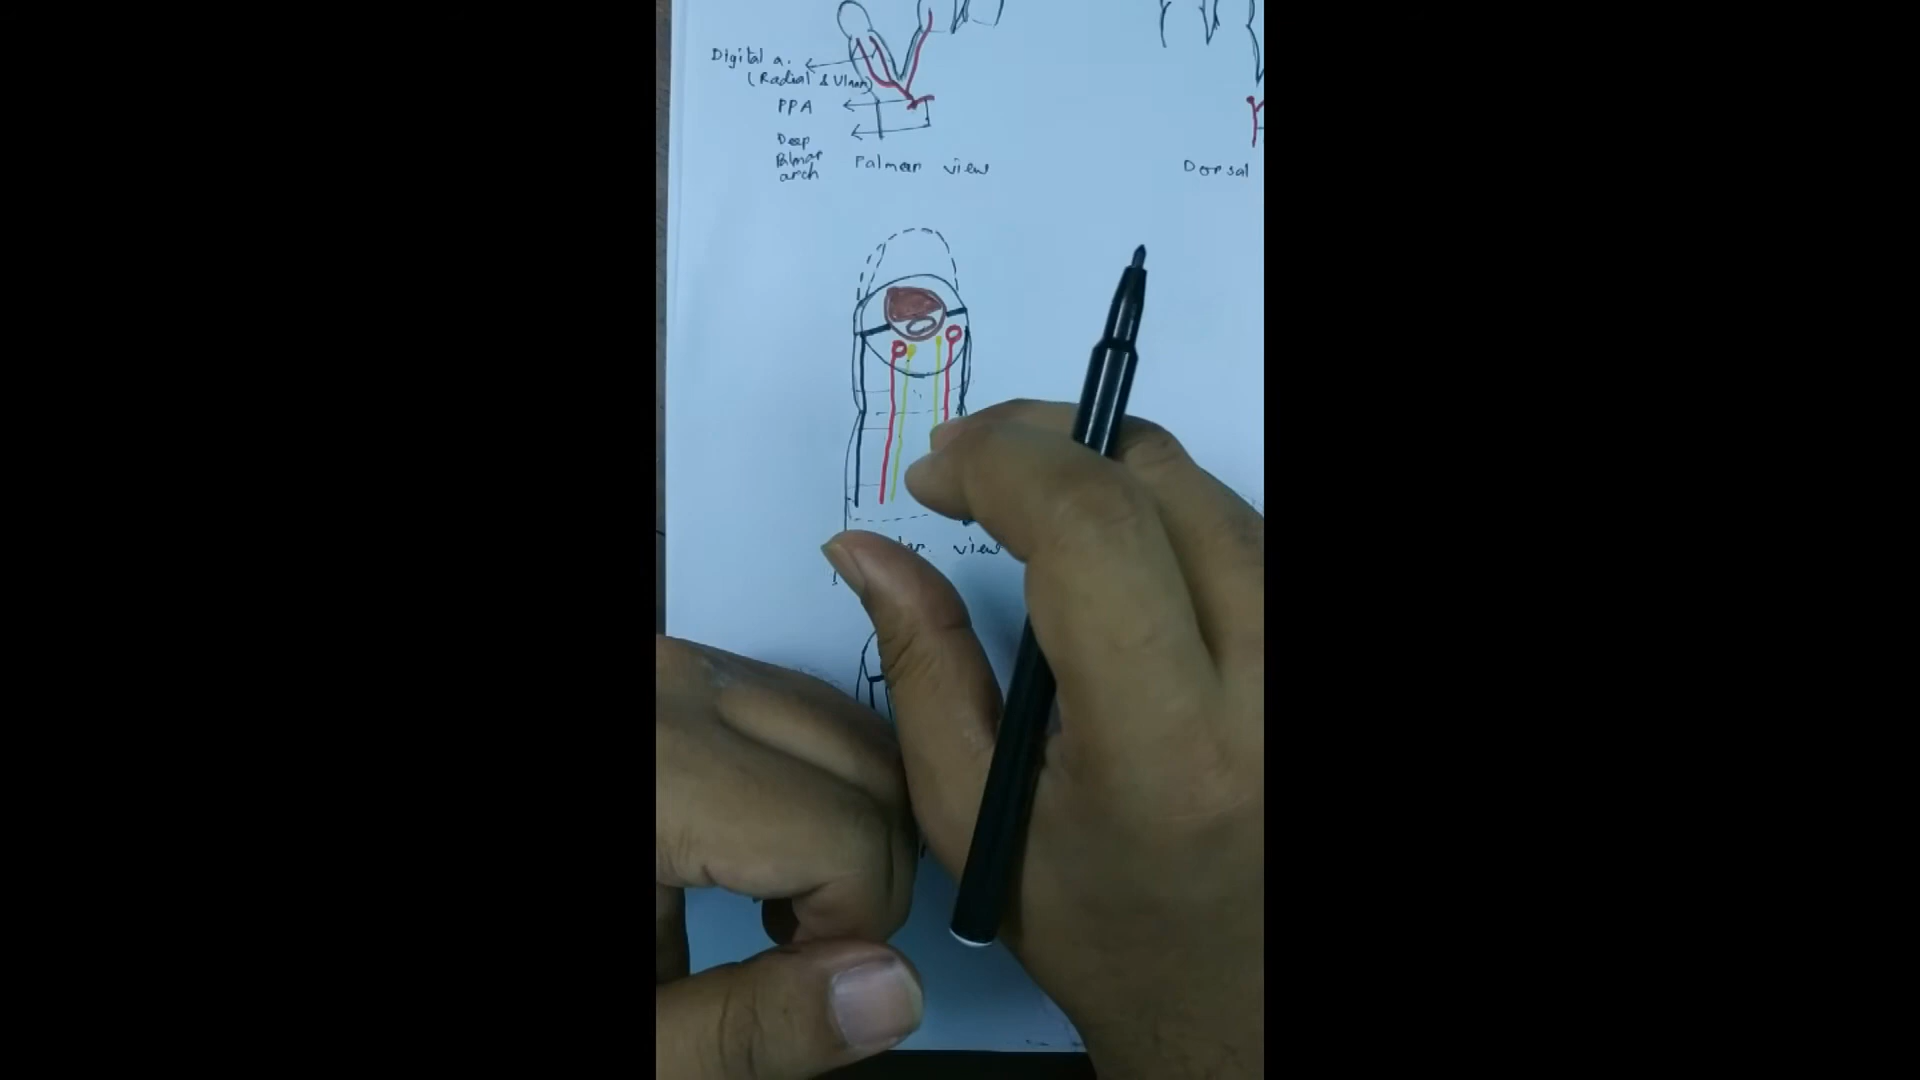 Digital a.
(Radial & Ulnar)
PPA
Deep
Palmar
arch
Palmar view
Dorsal
view